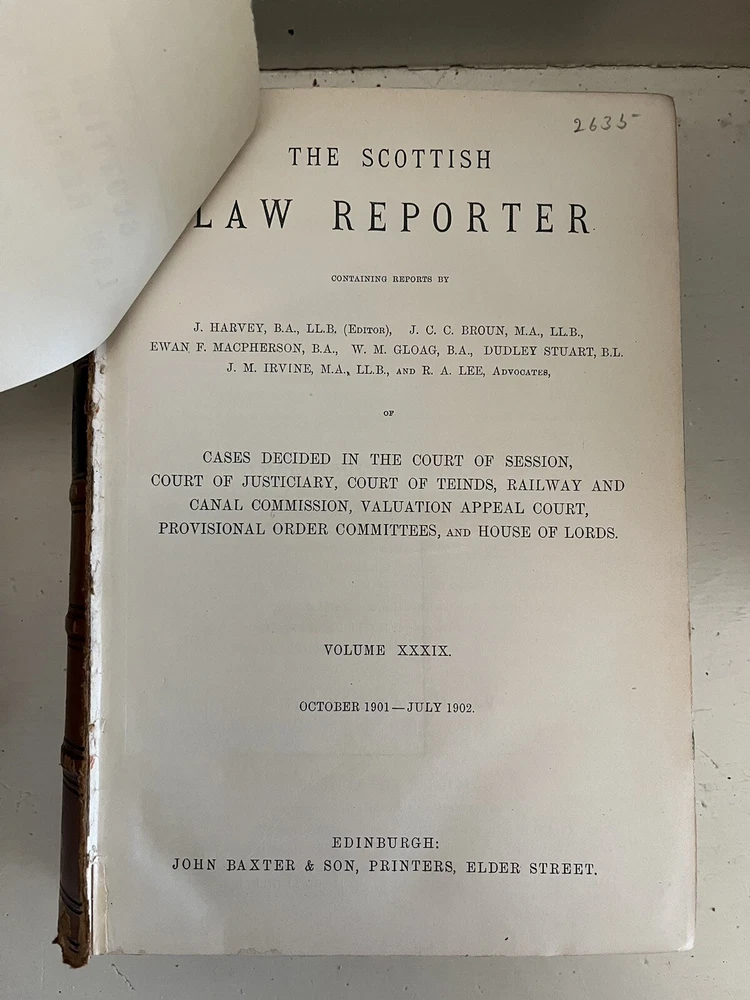 2635
THE SCOTTISH
LAW REPORTER
CONTAINING REPORTS BY
J. HARVEY, B.A., LL.B. (Editor), J. C. C. BROUN, M.A., LL.B.,
EWAN F. MACPHERSON, B.A., W. M. GLOAG, B.A., DUDLEY STUART, B.L.
J. M. IRVINE, M.A., LL.B., AND R. A. LEE, Advocates,
OF
CASES DECIDED IN THE COURT OF SESSION,
COURT OF JUSTICIARY, COURT OF TEINDS, RAILWAY AND
CANAL COMMISSION, VALUATION APPEAL COURT,
PROVISIONAL ORDER COMMITTEES, AND HOUSE OF LORDS.
VOLUME XXXIX.
OCTOBER 1901—JULY 1902.
EDINBURGH:
JOHN BAXTER & SON, PRINTERS, ELDER STREET.